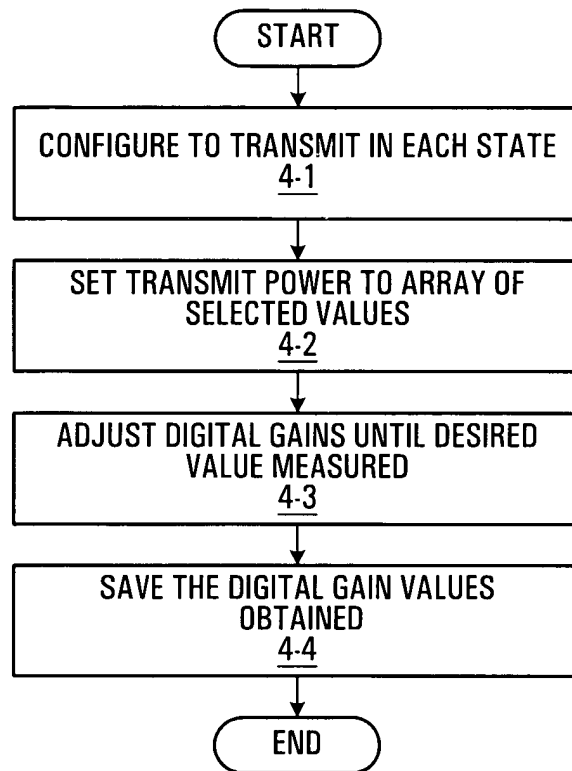 START
CONFIGURE TO TRANSMIT IN EACH STATE
4-1
SET TRANSMIT POWER TO ARRAY OF
SELECTED VALUES
4-2
ADJUST DIGITAL GAINS UNTIL DESIRED
VALUE MEASURED
4-3
SAVE THE DIGITAL GAIN VALUES
OBTAINED
4-4
END